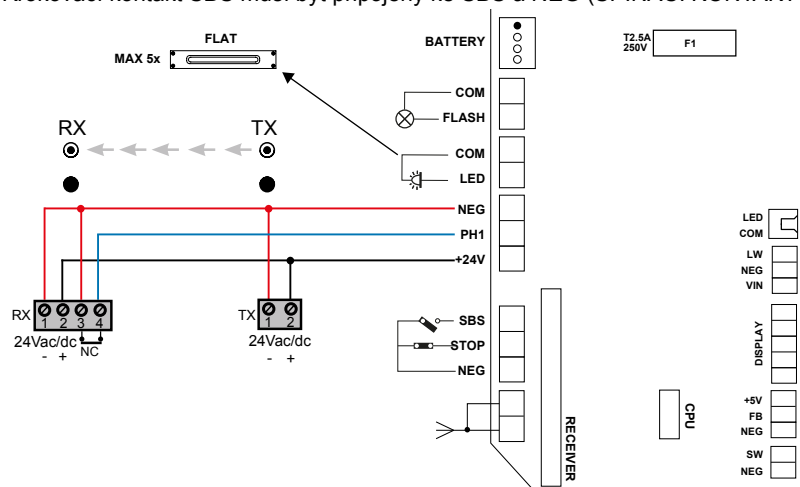 FLAT
MAX 5x
BATTERY
T2.5A
250V
F1
COM
FLASH
RX
TX
COM
LED
NEG
PH1
+24V
LED
COM
LW
NEG
VIN
RX
1 2 3 4
TX
1 2
24Vac/dc
- +
NC
24Vac/dc
- +
SBS
STOP
NEG
DISPLAY
RECEIVER
CPU
+5V
FB
NEG
SW
NEG